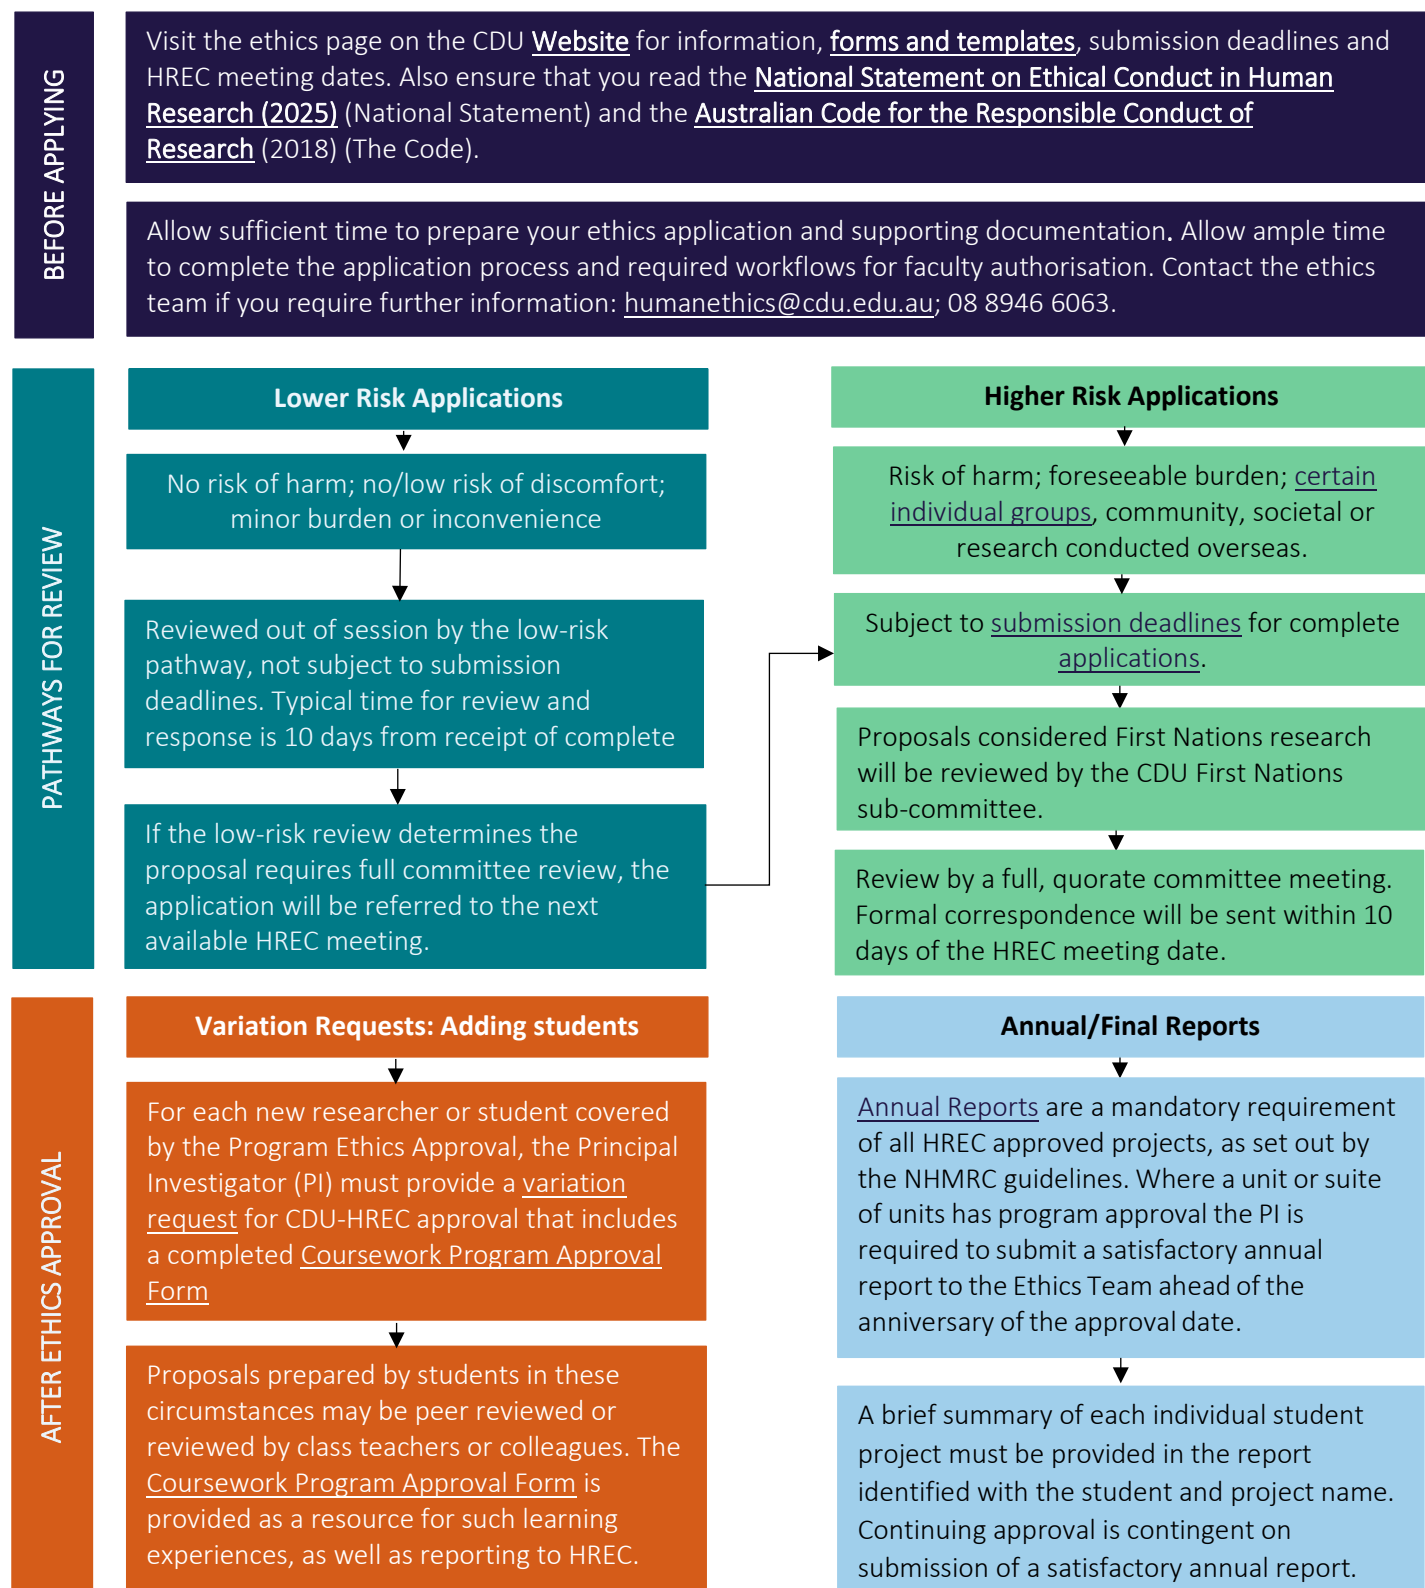 BEFORE APPLYING
Visit the ethics page on the CDU Website for information, forms and templates, submission deadlines and
HREC meeting dates. Also ensure that you read the National Statement on Ethical Conduct in Human
Research (2025) (National Statement) and the Australian Code for the Responsible Conduct of
Research (2018) (The Code).
Allow sufficient time to prepare your ethics application and supporting documentation. Allow ample time
to complete the application process and required workflows for faculty authorisation. Contact the ethics
team if you require further information: humanethics@cdu.edu.au; 08 8946 6063.
PATHWAYS FOR REVIEW
Lower Risk Applications
No risk of harm; no/low risk of discomfort;
minor burden or inconvenience
Reviewed out of session by the low-risk
pathway, not subject to submission
deadlines. Typical time for review and
response is 10 days from receipt of complete
If the low-risk review determines the
proposal requires full committee review, the
application will be referred to the next
available HREC meeting.
Higher Risk Applications
Risk of harm; foreseeable burden; certain
individual groups, community, societal or
research conducted overseas.
Subject to submission deadlines for complete
applications.
Proposals considered First Nations research
will be reviewed by the CDU First Nations
sub-committee.
Review by a full, quorate committee meeting.
Formal correspondence will be sent within 10
days of the HREC meeting date.
AFTER ETHICS APPROVAL
Variation Requests: Adding students
For each new researcher or student covered
by the Program Ethics Approval, the Principal
Investigator (PI) must provide a variation
request for CDU-HREC approval that includes
a completed Coursework Program Approval
Form
Proposals prepared by students in these
circumstances may be peer reviewed or
reviewed by class teachers or colleagues. The
Coursework Program Approval Form is
provided as a resource for such learning
experiences, as well as reporting to HREC.
Annual/Final Reports
Annual Reports are a mandatory requirement
of all HREC approved projects, as set out by
the NHMRC guidelines. Where a unit or suite
of units has program approval the PI is
required to submit a satisfactory annual
report to the Ethics Team ahead of the
anniversary of the approval date.
A brief summary of each individual student
project must be provided in the report
identified with the student and project name.
Continuing approval is contingent on
submission of a satisfactory annual report.